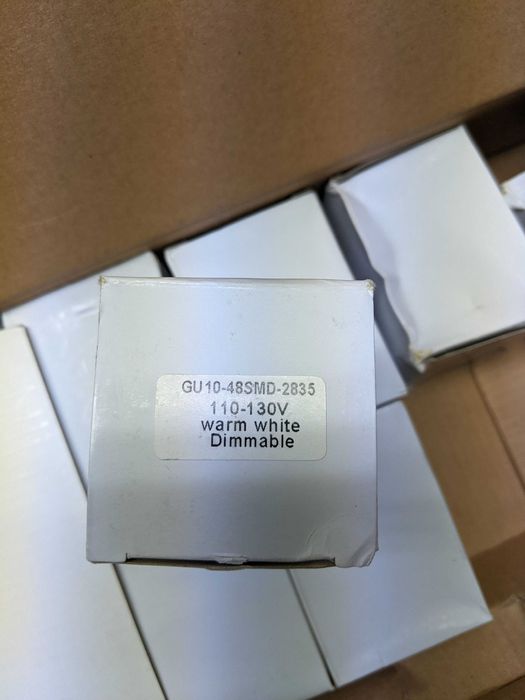 GU10-48SMD-2835
110-130V
warm white
Dimmable